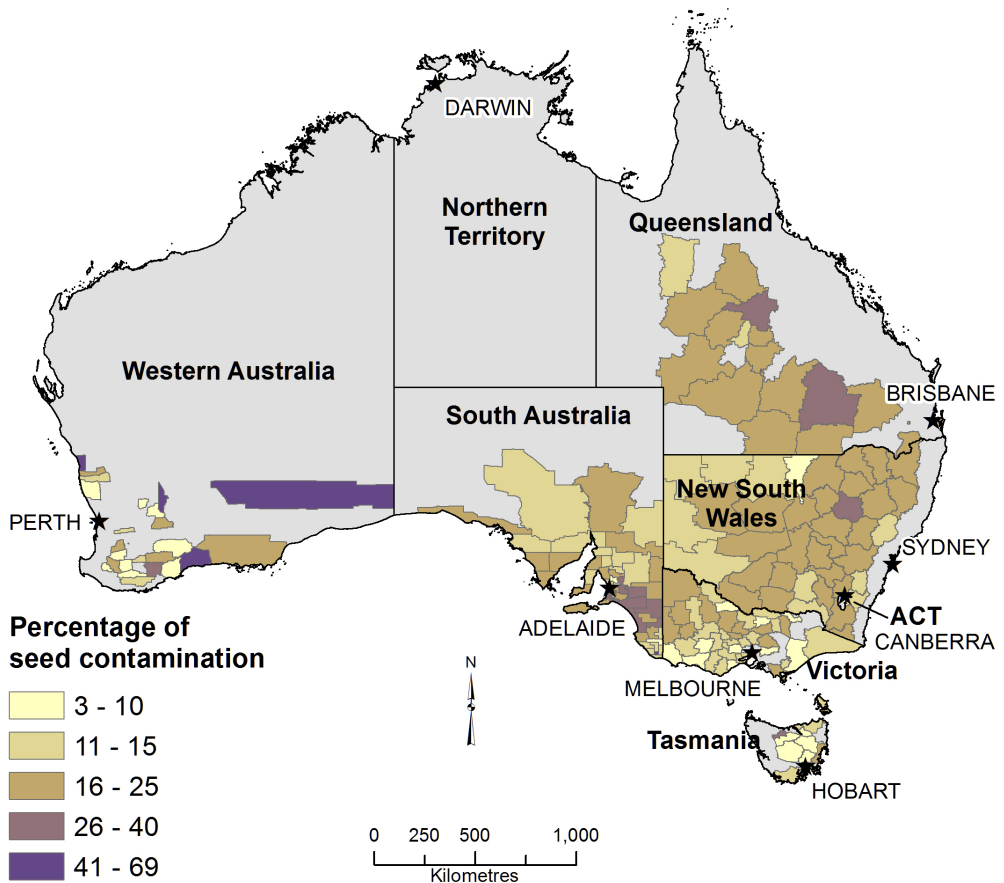 DARWIN
Northern
Territory
Queensland
Western Australia
South Australia
BRISBANE
New South
Wales
PERTH
SYDNEY
ADELAIDE
ACT
CANBERRA
Victoria
MELBOURNE
Tasmania
HOBART
Percentage of
seed contamination
3 - 10
11 - 15
16 - 25
26 - 40
41 - 69
N
0 250 500 1,000
Kilometres